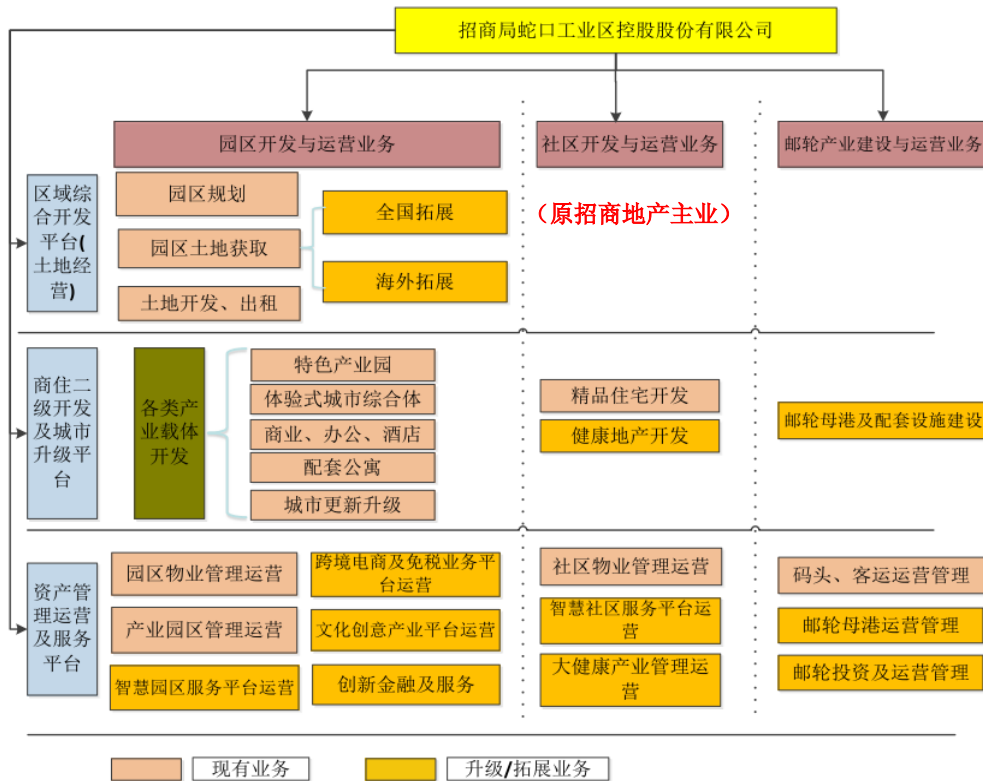 招商局蛇口工业区控股股份有限公司
园区开发与运营业务
社区开发与运营业务
邮轮产业建设与运营业务
区域综
合开发
平台(
土地经
营)
园区规划
园区土地获取
土地开发、出租
全国拓展
海外拓展
（原招商地产主业）
商住二
级开发
及城市
升级平
台
各类产
业载体
开发
特色产业园
体验式城市综合体
商业、办公、酒店
配套公寓
城市更新升级
精品住宅开发
健康地产开发
邮轮母港及配套设施建设
资产管
理运营
及服务
平台
园区物业管理运营
产业园区管理运营
智慧园区服务平台运营
跨境电商及免税业务平
台运营
文化创意产业平台运营
创新金融及服务
社区物业管理运营
智慧社区服务平台运
营
大健康产业管理运
营
码头、客运运营管理
邮轮母港运营管理
邮轮投资及运营管理
现有业务
升级/拓展业务